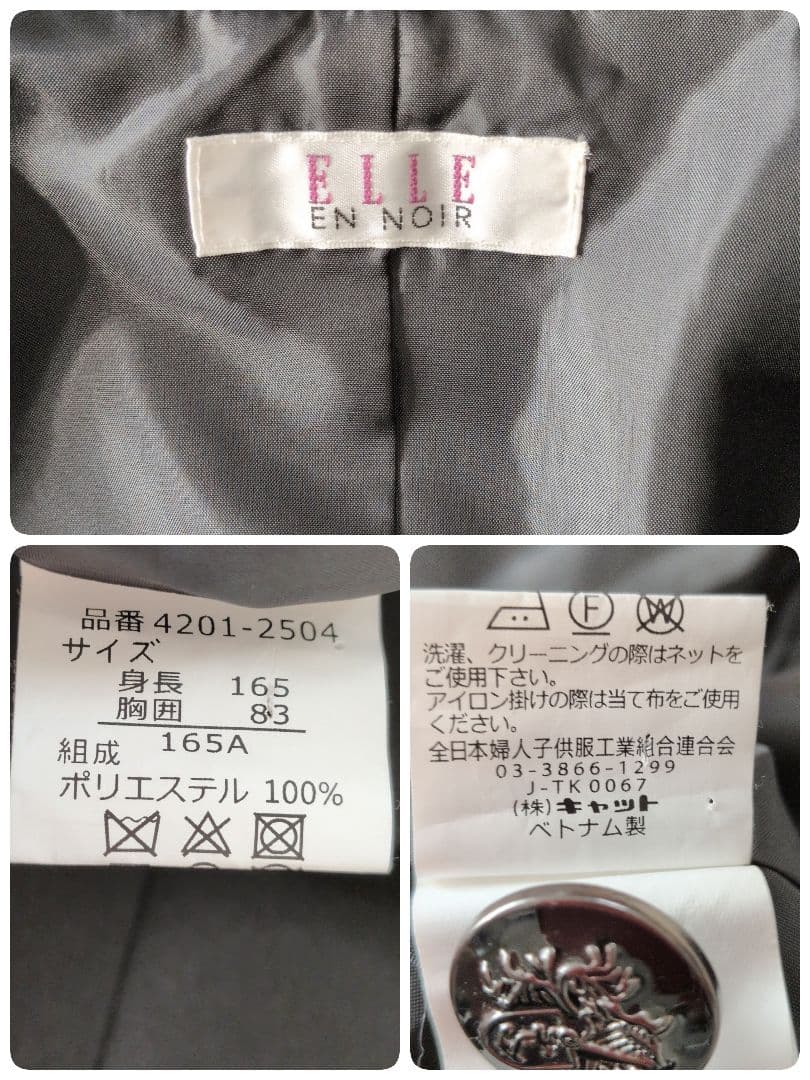 ELLE
EN NOIR
品番 4201-2504
サイズ
身長 165
胸囲 83
165A
組成
ポリエステル 100%
F W
洗濯、クリーニングの際はネットを
ご使用下さい。
アイロン掛けの際は当て布をご使用
ください。
全日本婦人子供服工業組合連合会
03-3866-1299
J-TK0067
(株)キャット
ベトナム製